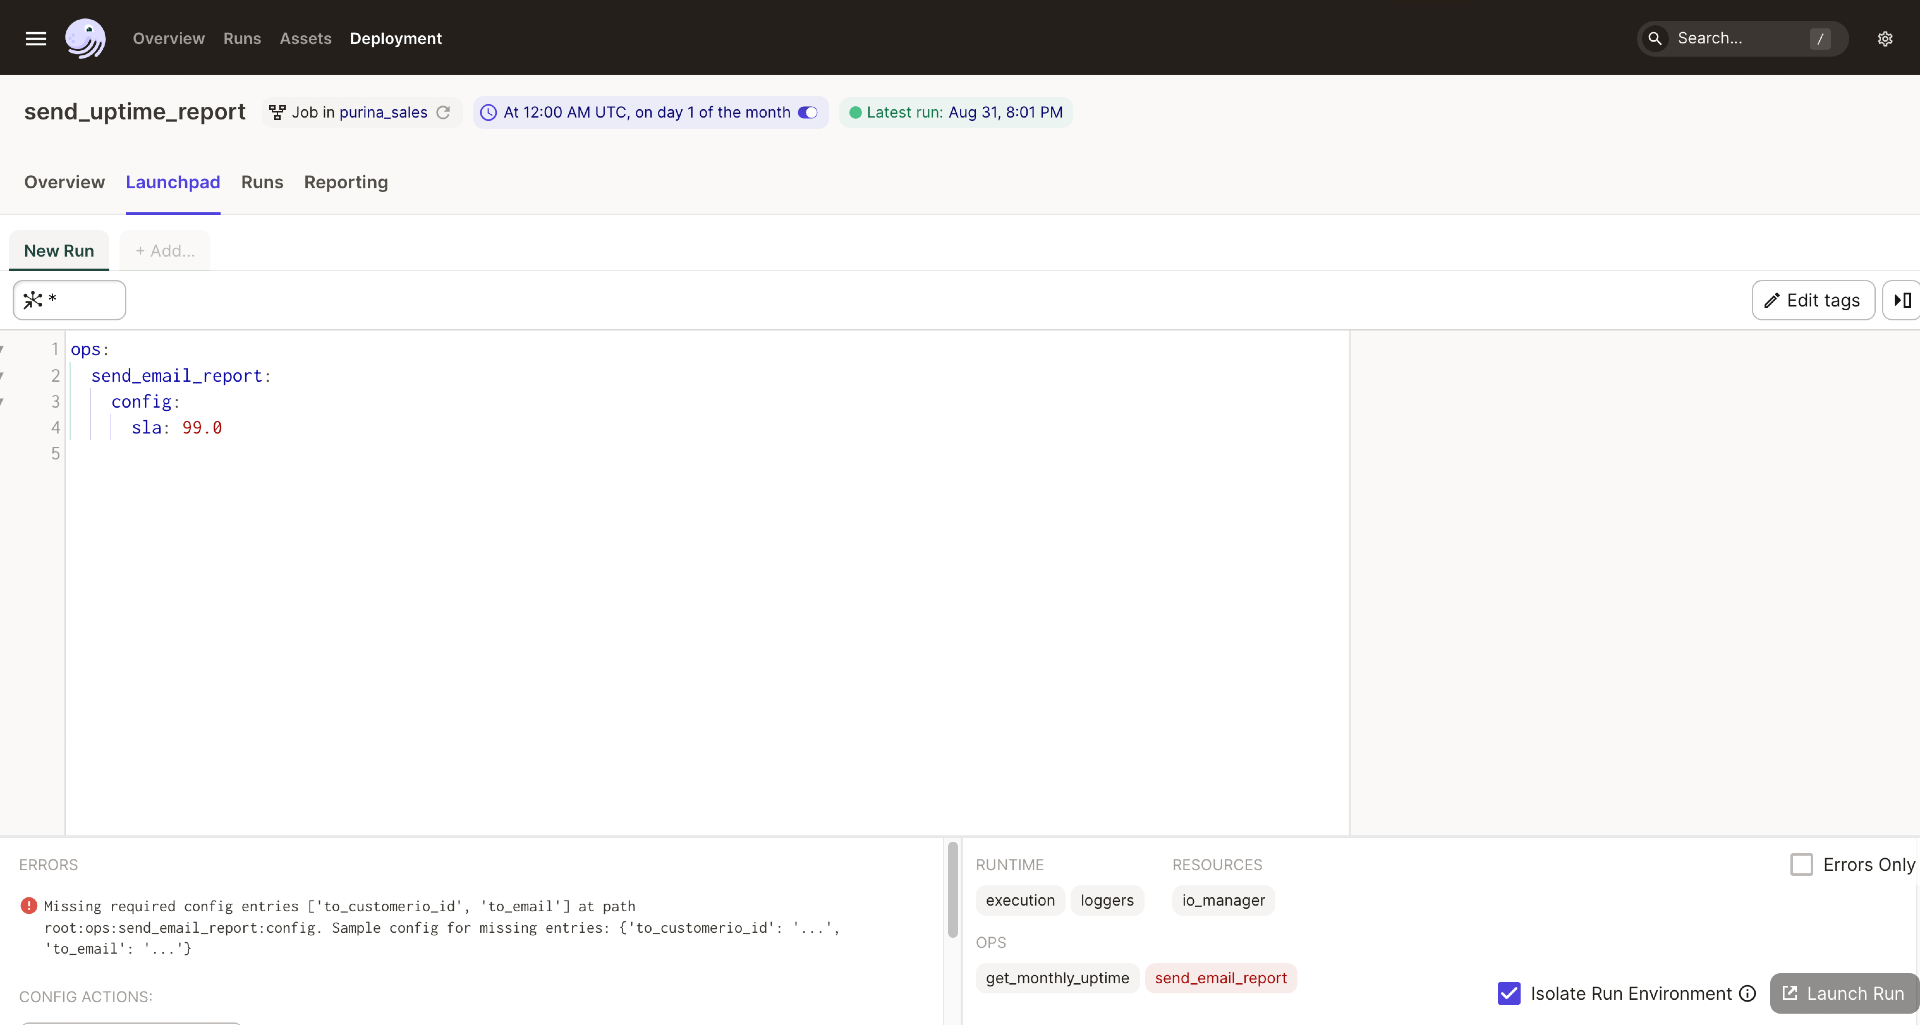 Overview Runs Assets Deployment Search... /
send_uptime_report Job in purina_sales At 12:00 AM UTC, on day 1 of the month Latest run: Aug 31, 8:01 PM
Overview Launchpad Runs Reporting
New Run + Add...
* Edit tags
1 ops:
2 send_email_report:
3 config:
4 sla: 99.0
5
ERRORS
Missing required config entries ['to_customerio_id', 'to_email'] at path
root:ops:send_email_report:config. Sample config for missing entries: {'to_customerio_id': '...',
'to_email': '...'}
CONFIG ACTIONS:
RUNTIME RESOURCES Errors Only
execution loggers io_manager
OPS
get_monthly_uptime send_email_report
Isolate Run Environment Launch Run